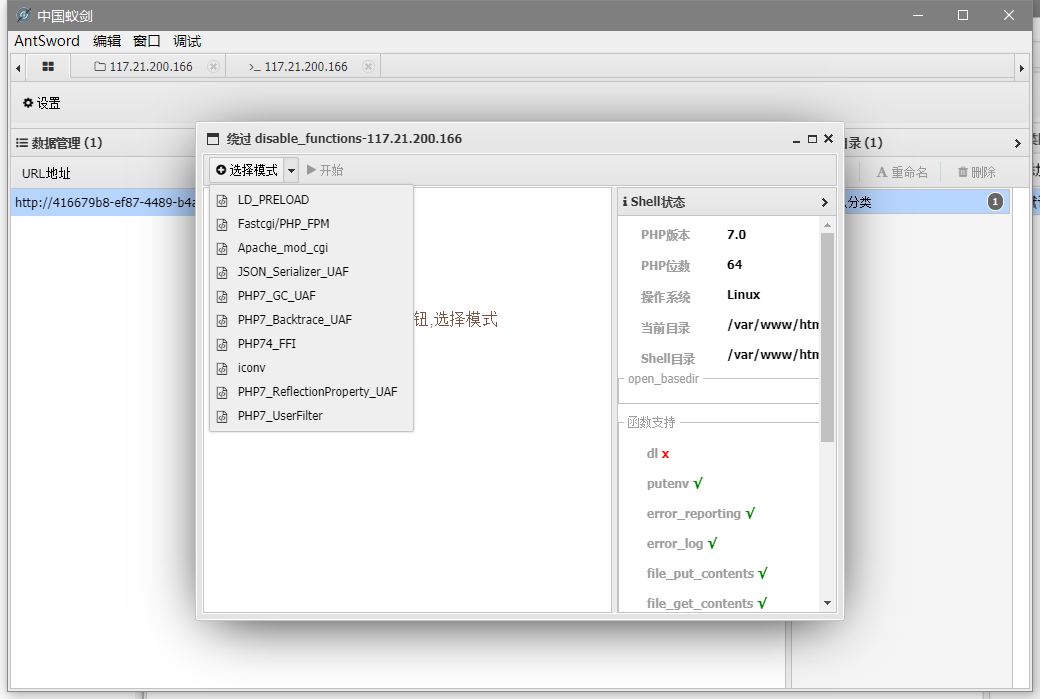 中国蚁剑
AntSword 编辑 窗口 调试
117.21.200.166 >_ 117.21.200.166
设置
数据管理 (1)
录 (1)
URL地址
重命名 删除
http://416679b8-ef87-4489-b4a
分类 1
绕过 disable_functions-117.21.200.166
选择模式 开始
LD_PRELOAD
Fastcgi/PHP_FPM
Apache_mod_cgi
JSON_Serializer_UAF
PHP7_GC_UAF
PHP7_Backtrace_UAF
PHP74_FFI
iconv
PHP7_ReflectionProperty_UAF
PHP7_UserFilter
钮,选择模式
Shell状态
PHP版本 7.0
PHP位数 64
操作系统 Linux
当前目录 /var/www/htm
Shell目录 /var/www/htm
open_basedir
函数支持
dl x
putenv √
error_reporting √
error_log √
file_put_contents √
file_get_contents √